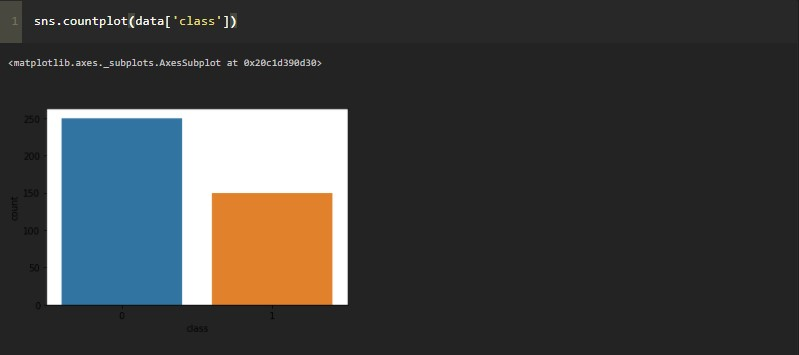 1 sns.countplot(data['class'])
<matplotlib.axes._subplots.AxesSubplot at 0x20c1d390d30>
250
200
150
100
50
0
count
0 1
class